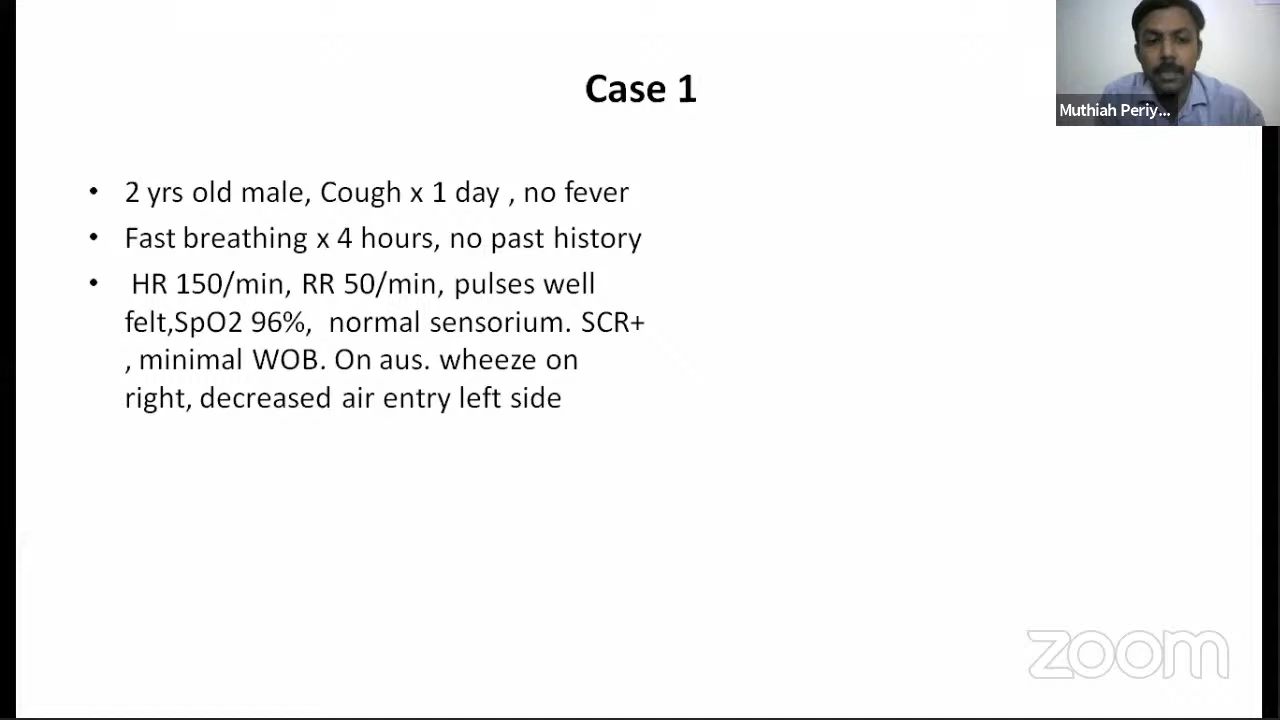 Case 1
Muthiah Periy...
• 2 yrs old male, Cough x 1 day , no fever
• Fast breathing x 4 hours, no past history
• HR 150/min, RR 50/min, pulses well
felt,SpO2 96%, normal sensorium. SCR+
, minimal WOB. On aus. wheeze on
right, decreased air entry left side
zoom